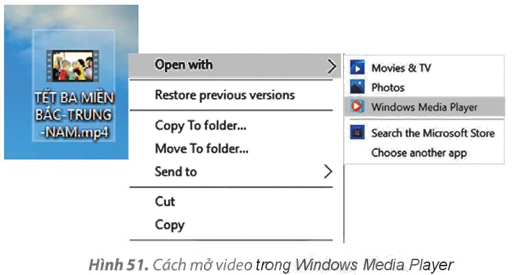 TẾT BA MIỀN
BẮC-TRUNG
-NAM.mp4
Open with
Restore previous versions
Copy To folder...
Move To folder...
Send to
Cut
Copy
Movies & TV
Photos
Windows Media Player
Search the Microsoft Store
Choose another app
Hình 51. Cách mở video trong Windows Media Player